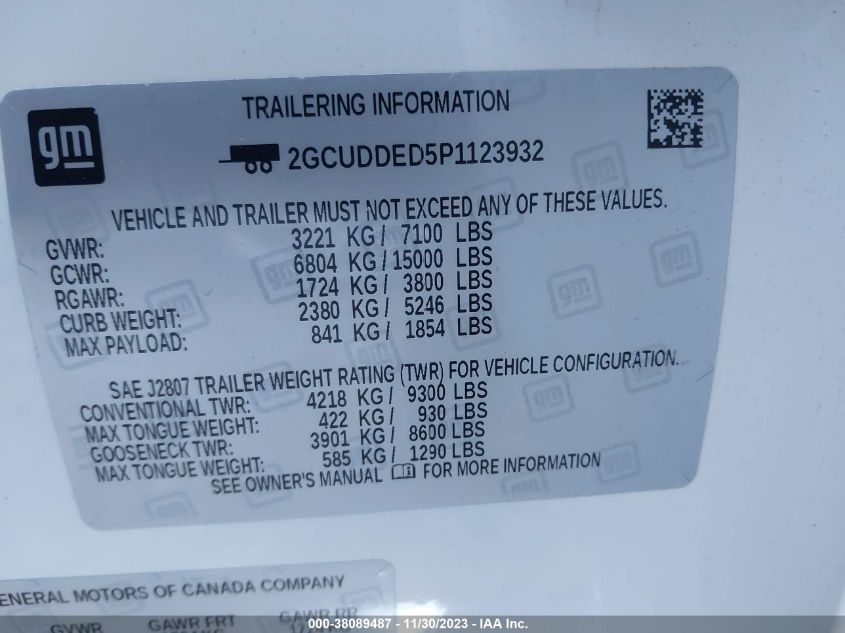 gm
TRAILERING INFORMATION
2GCUDDED5P1123932
VEHICLE AND TRAILER MUST NOT EXCEED ANY OF THESE VALUES.
GVWR: 3221 KG / 7100 LBS
GCWR: 6804 KG / 15000 LBS
RGAWR: 1724 KG / 3800 LBS
CURB WEIGHT: 2380 KG / 5246 LBS
MAX PAYLOAD: 841 KG / 1854 LBS
SAE J2807 TRAILER WEIGHT RATING (TWR) FOR VEHICLE CONFIGURATION.
CONVENTIONAL TWR: 4218 KG / 9300 LBS
MAX TONGUE WEIGHT: 422 KG / 930 LBS
GOOSENECK TWR: 3901 KG / 8600 LBS
MAX TONGUE WEIGHT: 585 KG / 1290 LBS
SEE OWNER'S MANUAL FOR MORE INFORMATION
ENERAL MOTORS OF CANADA COMPANY
GVWR GAWR FRT GAWR RR
000-38089487 - 11/30/2023 - IAA Inc.